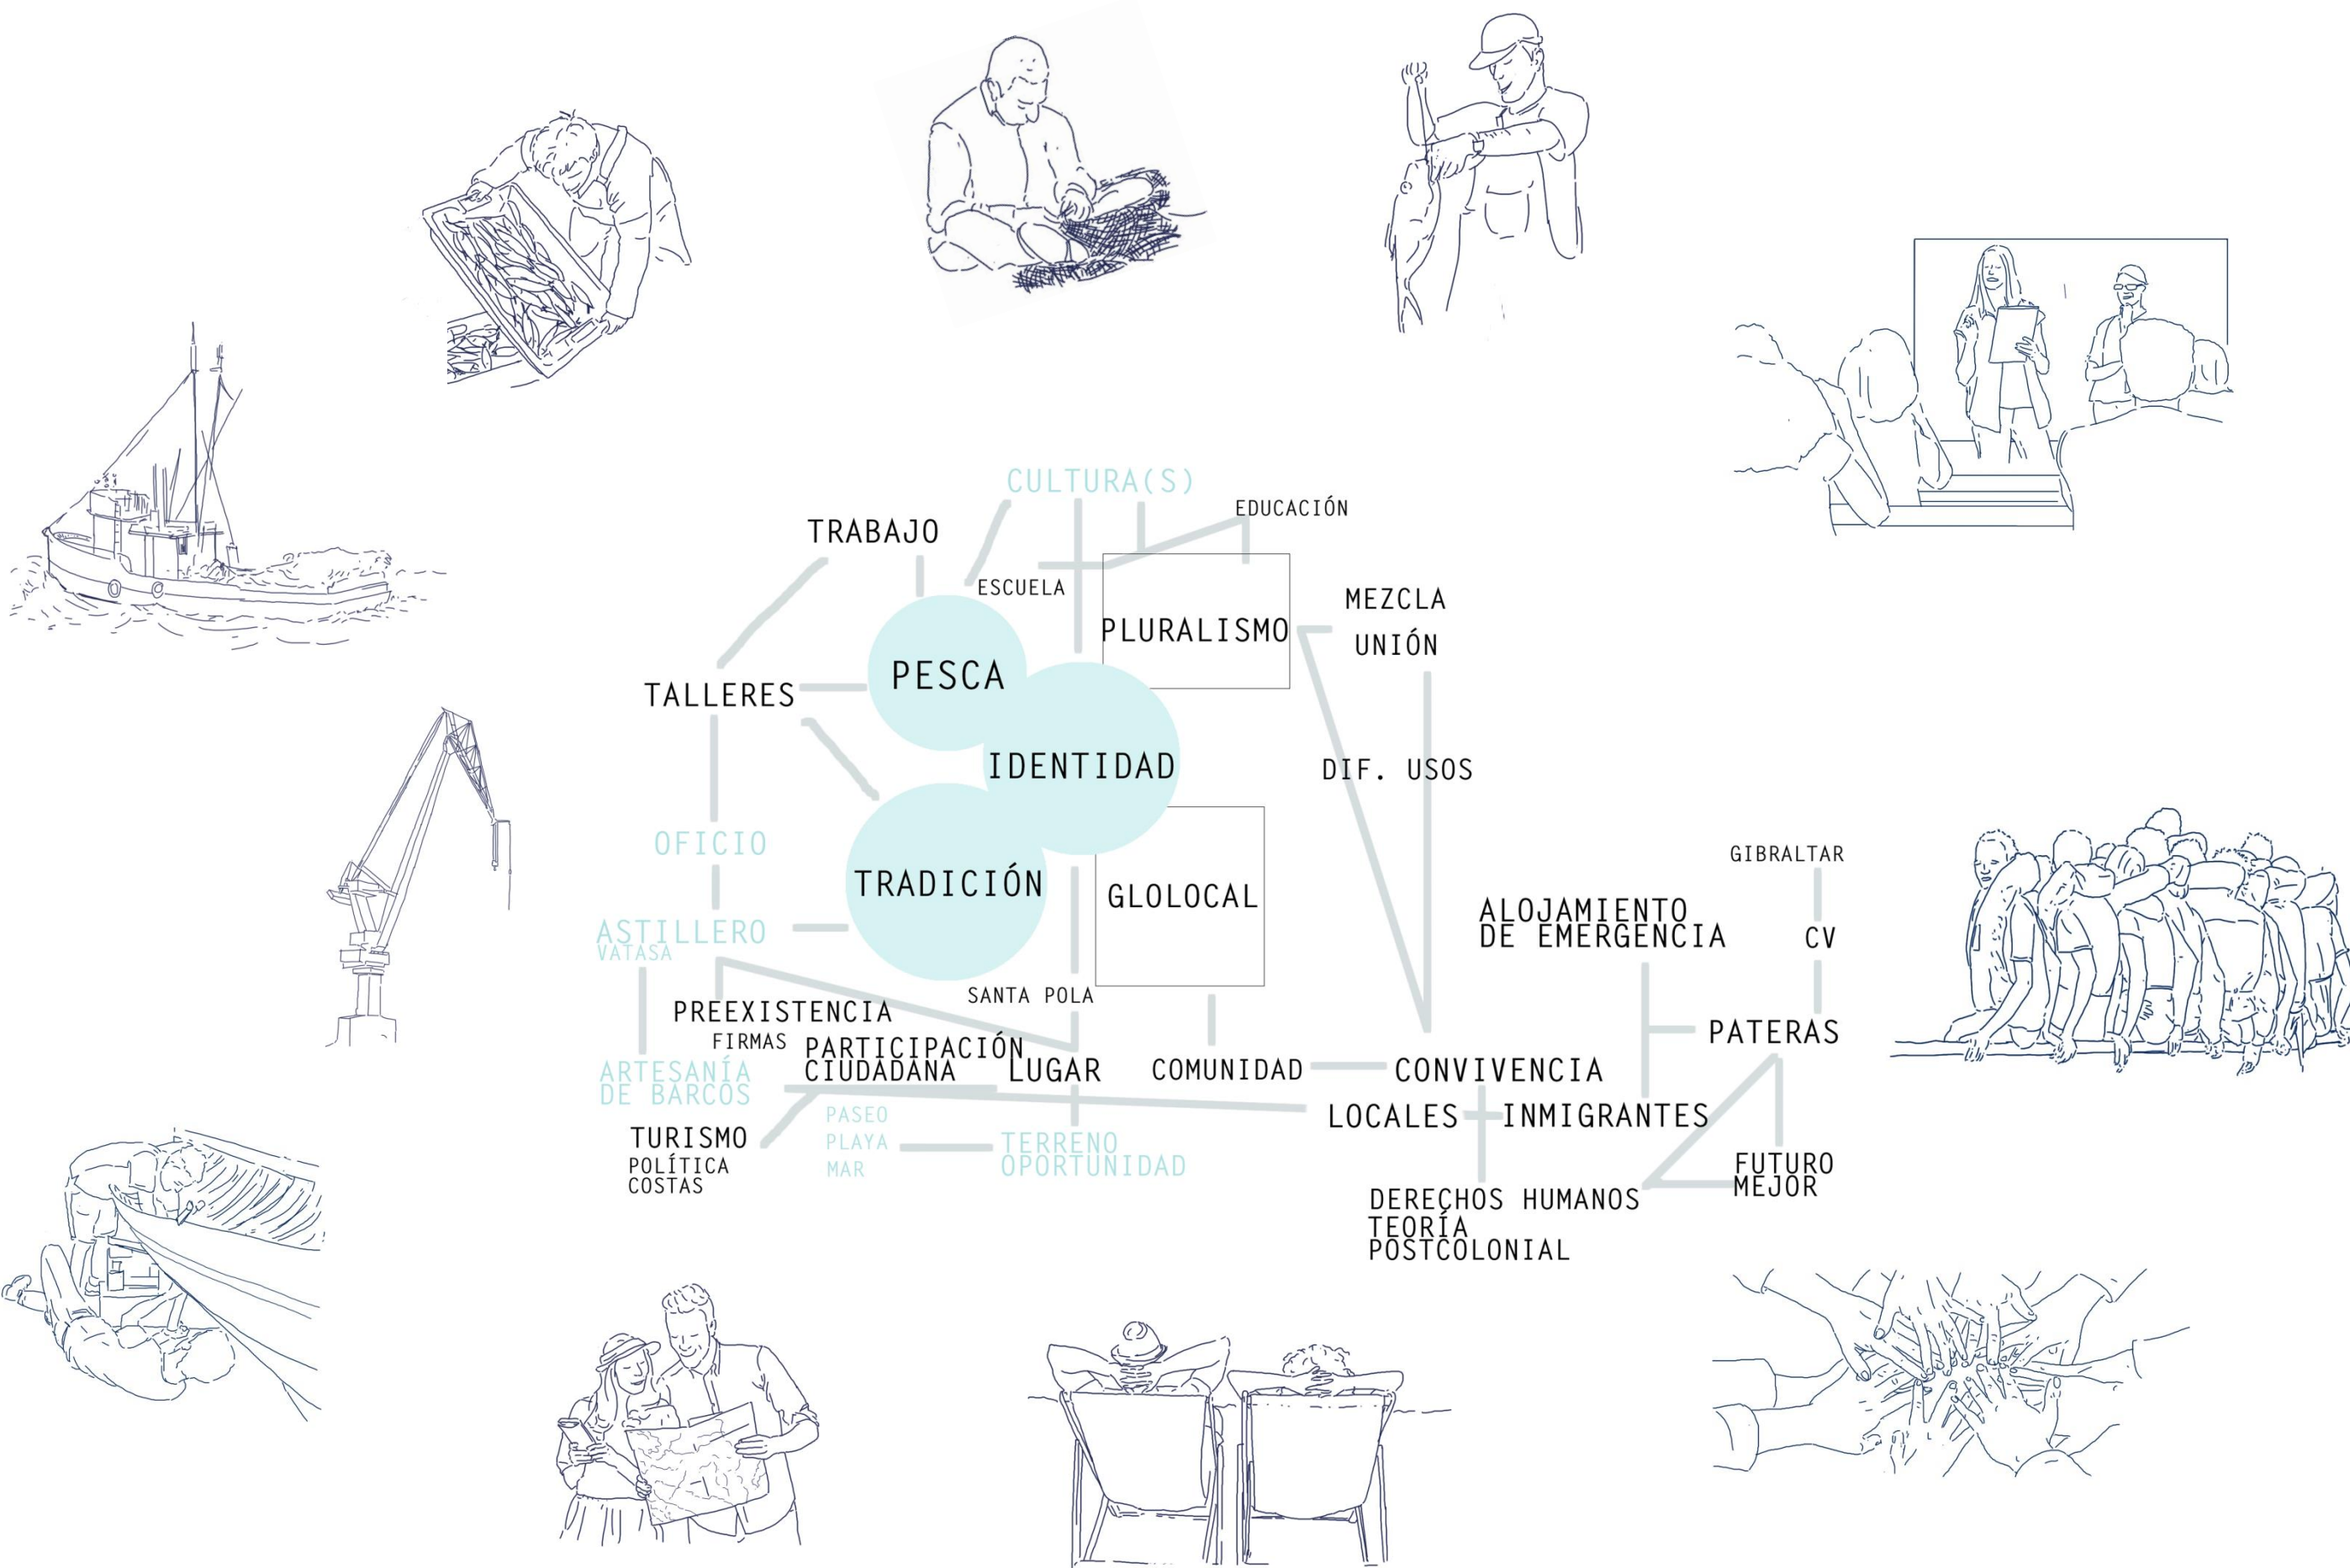 CULTURA(S)
EDUCACIÓN
TRABAJO
ESCUELA
MEZCLA
UNIÓN
PLURALISMO
PESCA
TALLERES
IDENTIDAD
DIF. USOS
OFICIO
GIBRALTAR
TRADICIÓN
GLOLOCAL
ALOJAMIENTO
DE EMERGENCIA
CV
ASTILLERO
VATASA
SANTA POLA
PREEXISTENCIA
FIRMAS
PARTICIPACIÓN
CIUDADANA
LUGAR
COMUNIDAD
CONVIVENCIA
PATERAS
ARTESANÍA
DE BARCOS
LOCALES
INMIGRANTES
PASEO
PLAYA
MAR
TURISMO
POLÍTICA
COSTAS
TERRENO
OPORTUNIDAD
FUTURO
MEJOR
DERECHOS HUMANOS
TEORÍA
POSTCOLONIAL